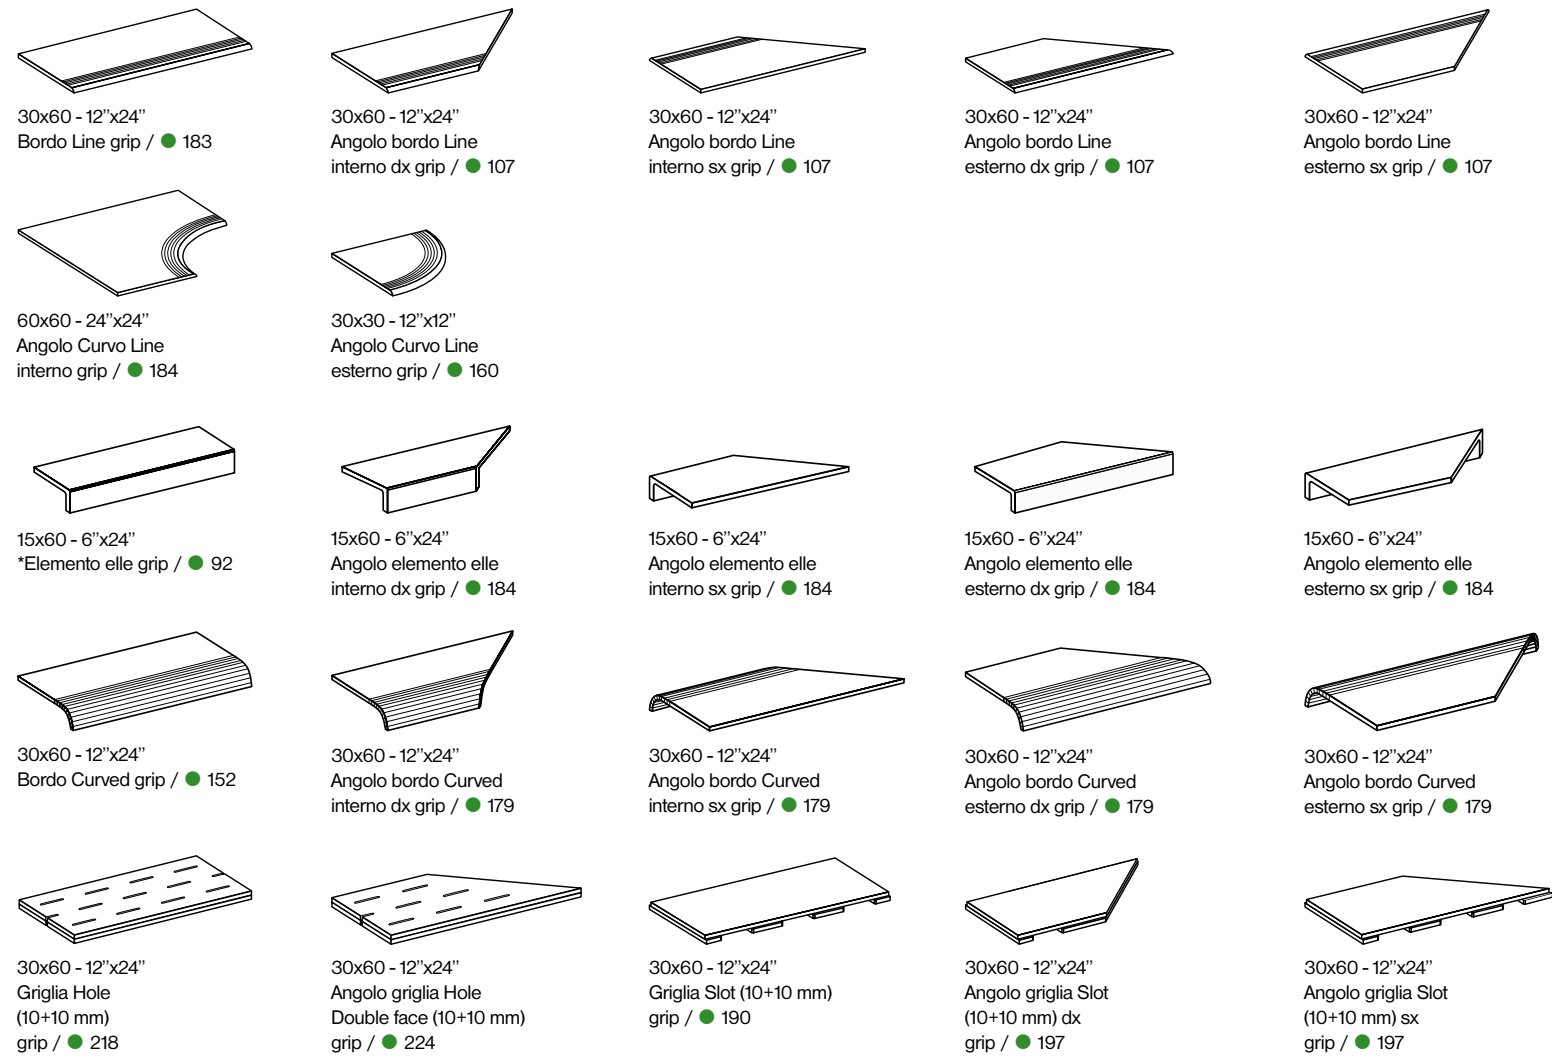 30x60 - 12”x24”
Bordo Line grip / ● 183
30x60 - 12”x24”
Angolo bordo Line
interno dx grip / ● 107
30x60 - 12”x24”
Angolo bordo Line
interno sx grip / ● 107
30x60 - 12”x24”
Angolo bordo Line
esterno dx grip / ● 107
30x60 - 12”x24”
Angolo bordo Line
esterno sx grip / ● 107
60x60 - 24”x24”
Angolo Curvo Line
interno grip / ● 184
30x30 - 12”x12”
Angolo Curvo Line
esterno grip / ● 160
15x60 - 6”x24”
*Elemento elle grip / ● 92
15x60 - 6”x24”
Angolo elemento elle
interno dx grip / ● 184
15x60 - 6”x24”
Angolo elemento elle
interno sx grip / ● 184
15x60 - 6”x24”
Angolo elemento elle
esterno dx grip / ● 184
15x60 - 6”x24”
Angolo elemento elle
esterno sx grip / ● 184
30x60 - 12”x24”
Bordo Curved grip / ● 152
30x60 - 12”x24”
Angolo bordo Curved
interno dx grip / ● 179
30x60 - 12”x24”
Angolo bordo Curved
interno sx grip / ● 179
30x60 - 12”x24”
Angolo bordo Curved
esterno dx grip / ● 179
30x60 - 12”x24”
Angolo bordo Curved
esterno sx grip / ● 179
30x60 - 12”x24”
Griglia Hole
(10+10 mm)
grip / ● 218
30x60 - 12”x24”
Angolo griglia Hole
Double face (10+10 mm)
grip / ● 224
30x60 - 12”x24”
Griglia Slot (10+10 mm)
grip / ● 190
30x60 - 12”x24”
Angolo griglia Slot
(10+10 mm) dx
grip / ● 197
30x60 - 12”x24”
Angolo griglia Slot
(10+10 mm) sx
grip / ● 197